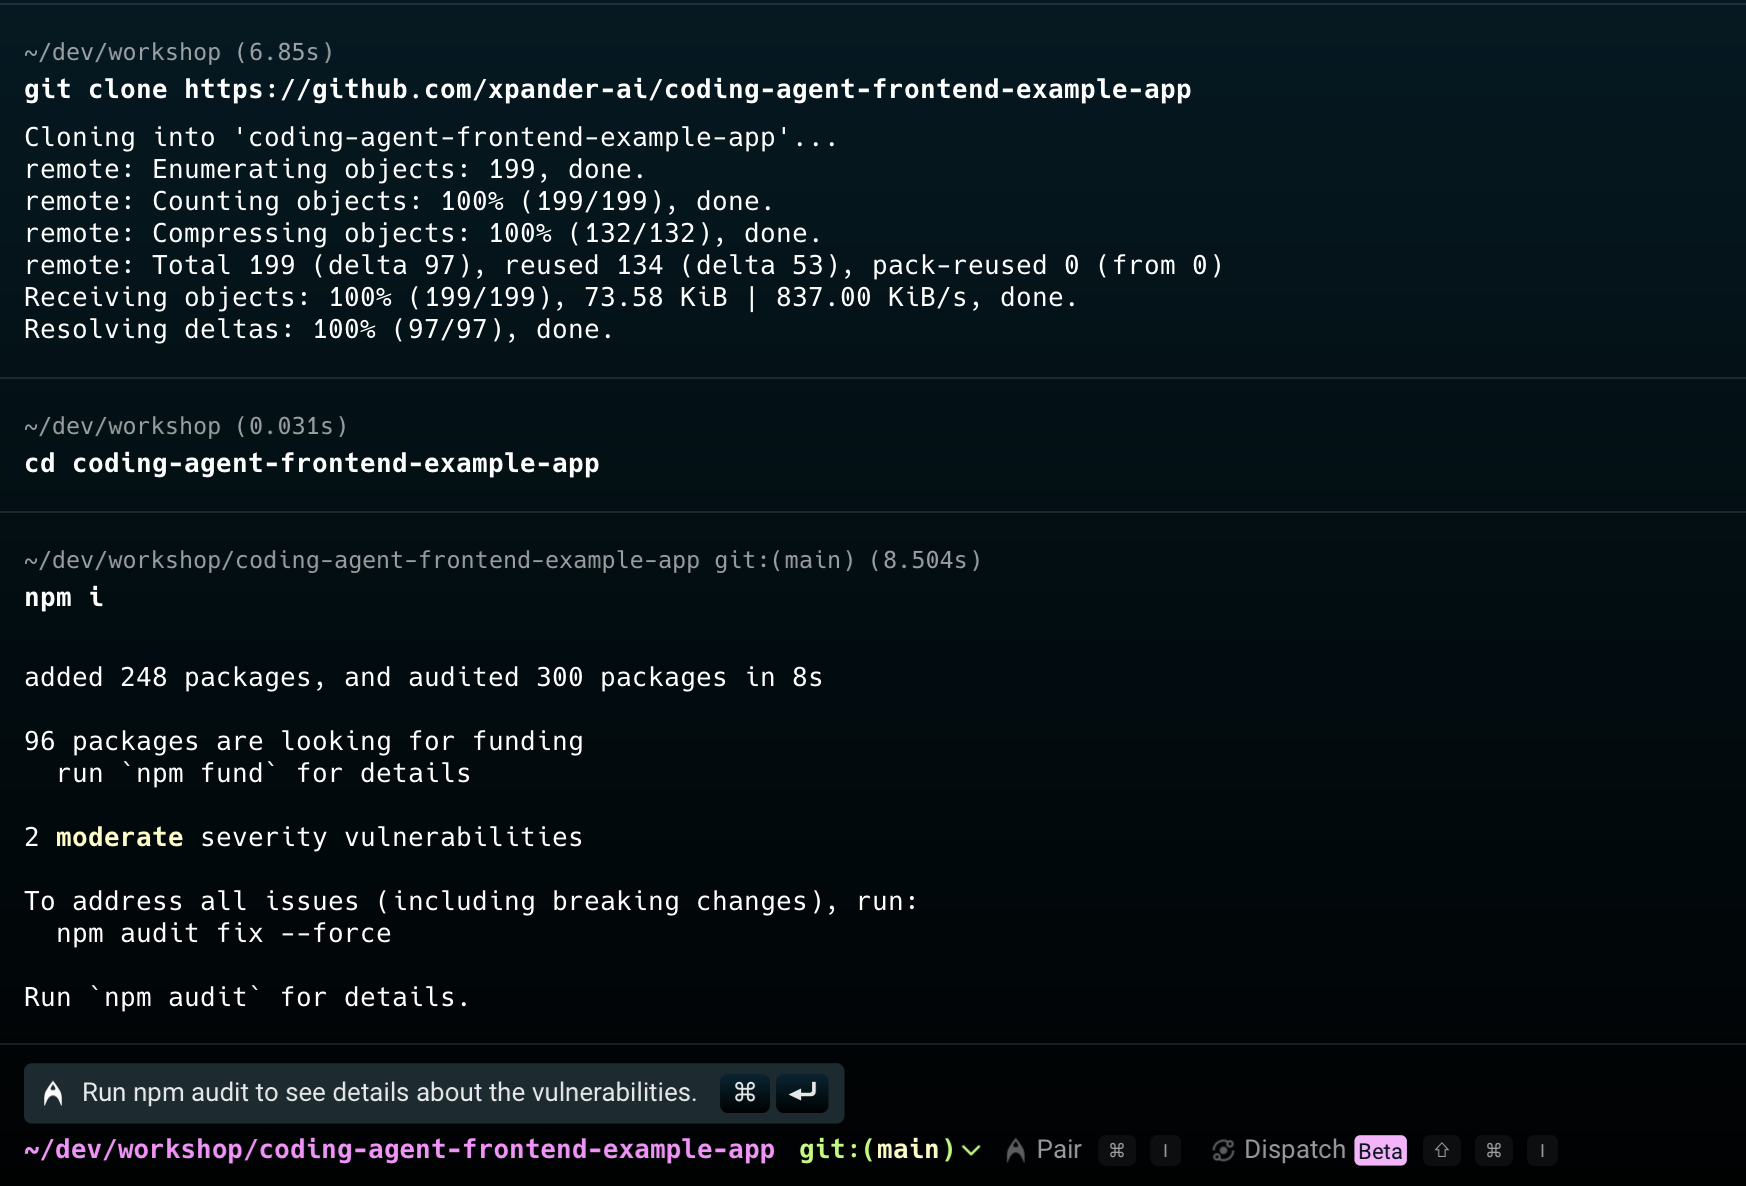 ~/dev/workshop (6.85s)
git clone https://github.com/xpander-ai/coding-agent-frontend-example-app
Cloning into 'coding-agent-frontend-example-app'...
remote: Enumerating objects: 199, done.
remote: Counting objects: 100% (199/199), done.
remote: Compressing objects: 100% (132/132), done.
remote: Total 199 (delta 97), reused 134 (delta 53), pack-reused 0 (from 0)
Receiving objects: 100% (199/199), 73.58 KiB | 837.00 KiB/s, done.
Resolving deltas: 100% (97/97), done.
~/dev/workshop (0.031s)
cd coding-agent-frontend-example-app
~/dev/workshop/coding-agent-frontend-example-app git:(main) (8.504s)
npm i
added 248 packages, and audited 300 packages in 8s
96 packages are looking for funding
  run `npm fund` for details
2 moderate severity vulnerabilities
To address all issues (including breaking changes), run:
  npm audit fix --force
Run `npm audit` for details.
Run npm audit to see details about the vulnerabilities. ⌘ ↵
~/dev/workshop/coding-agent-frontend-example-app git:(main) Pair ⌘ I Dispatch Beta ⇧ ⌘ I